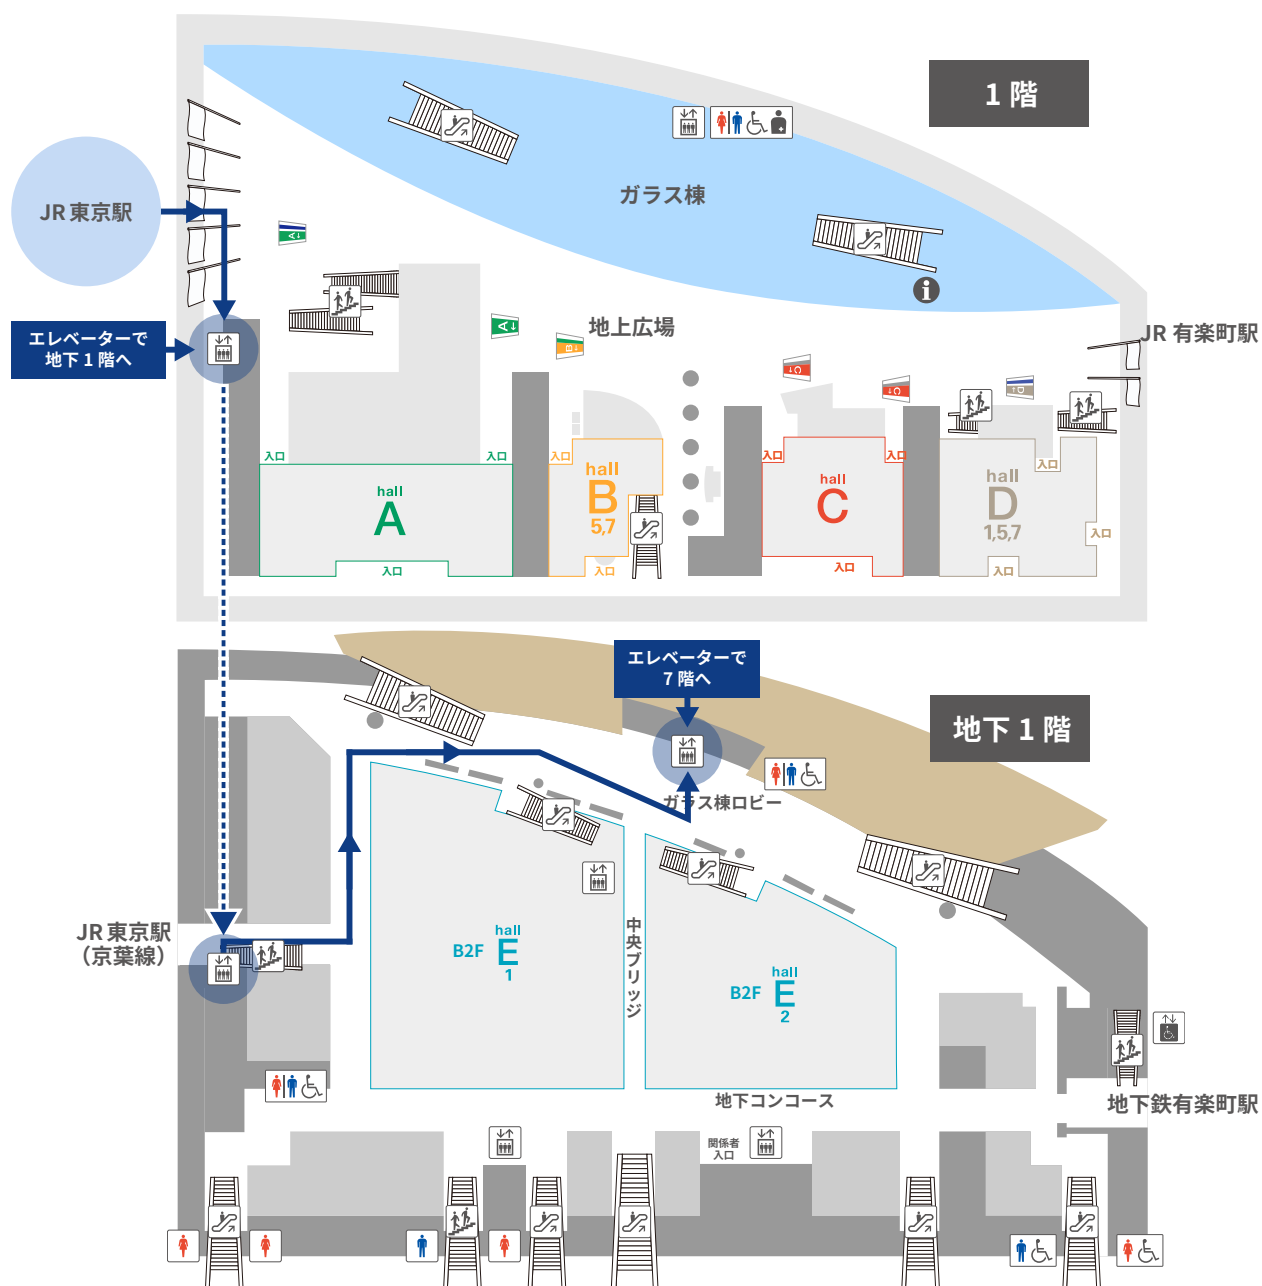 1階
JR東京駅
ガラス棟
A
i
エレベーターで
地下1階へ
A
地上広場
B
JR 有楽町駅
C
C
D
入口
入口
入口
入口
入口
入口
hall
A
hall
B
5,7
hall
C
hall
D
1,5,7
入口
入口
入口
入口
入口
エレベーターで
7階へ
地下1階
ガラス棟ロビー
JR東京駅
(京葉線)
中央ブリッジ
B2F
hall
E
1
B2F
hall
E
2
地下コンコース
地下鉄有楽町駅
関係者
入口